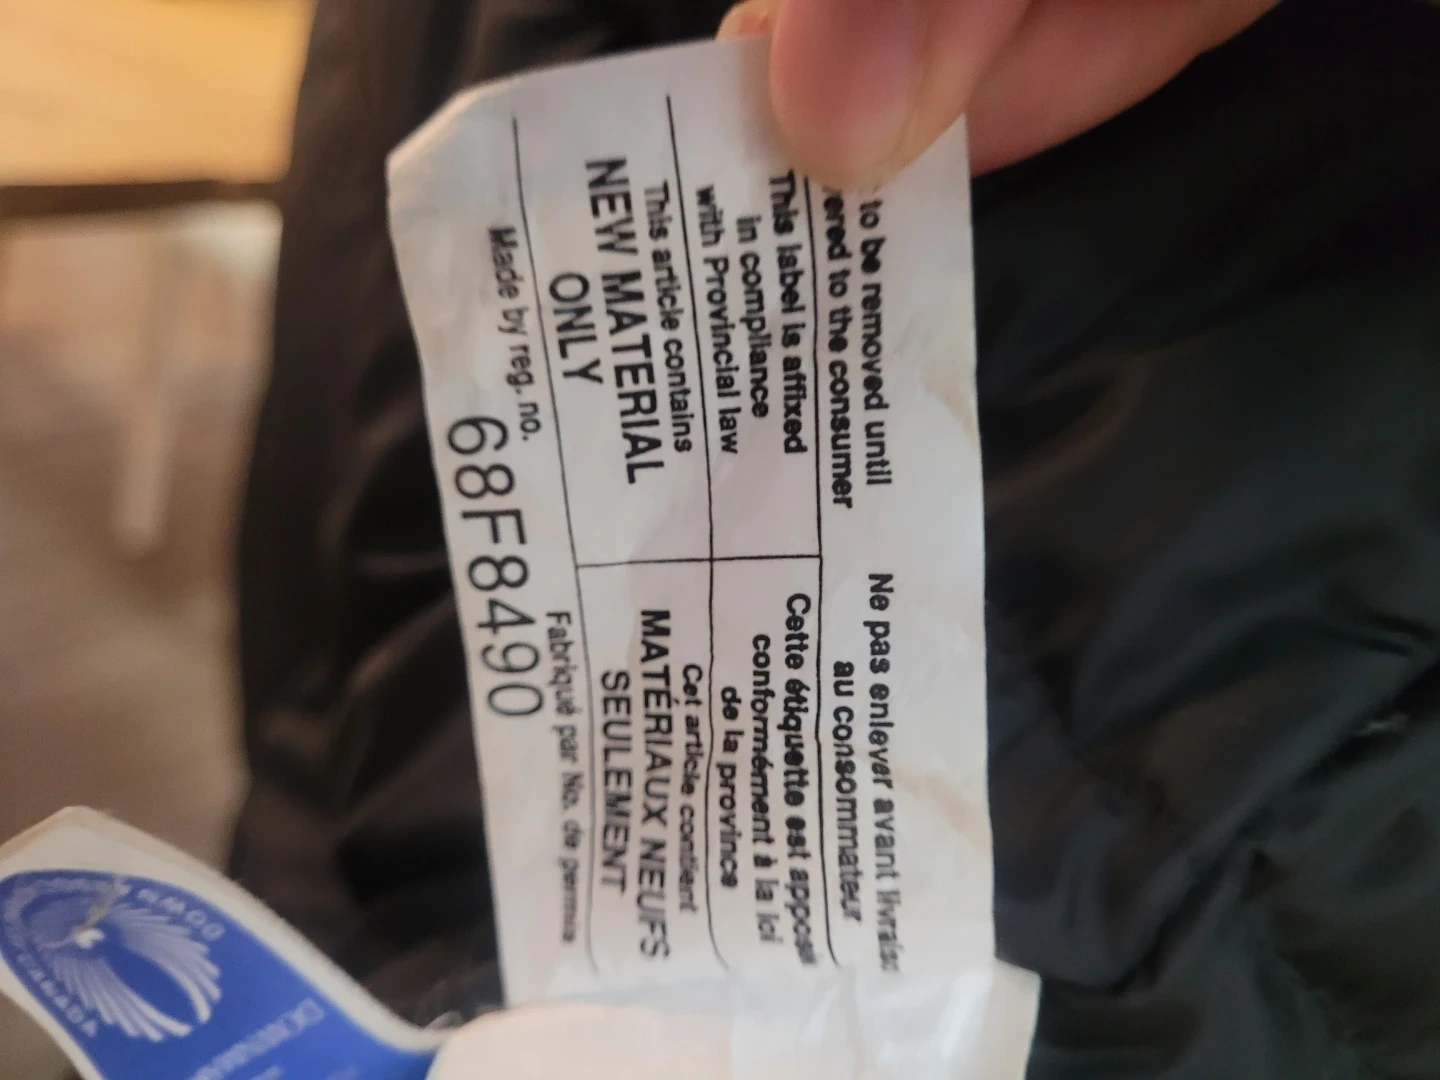 to be removed until
ered to the consumer
This label is affixed
in compliance
with Provincial law
This article contains
NEW MATERIAL
ONLY
Made by reg. no.
68F8490
Ne pas enlever avant livraiso
au consommateur
Cette étiquette est apposé
conformément à la loi
de la province
Cet article contient
MATÉRIAUX NEUFS
SEULEMENT
Fabriqué par No. de permis
CANADA